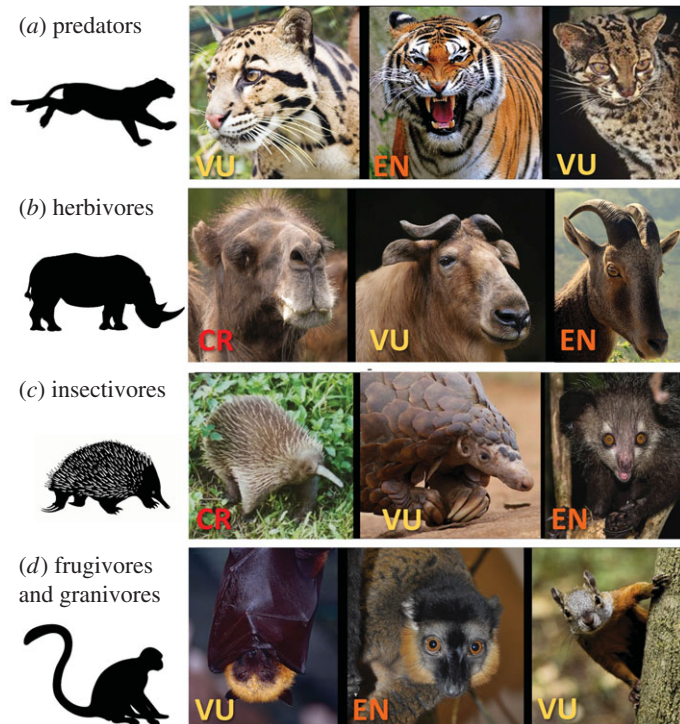 (a) predators
VU EN VU
(b) herbivores
CR VU EN
(c) insectivores
CR VU EN
(d) frugivores
and granivores
VU EN VU